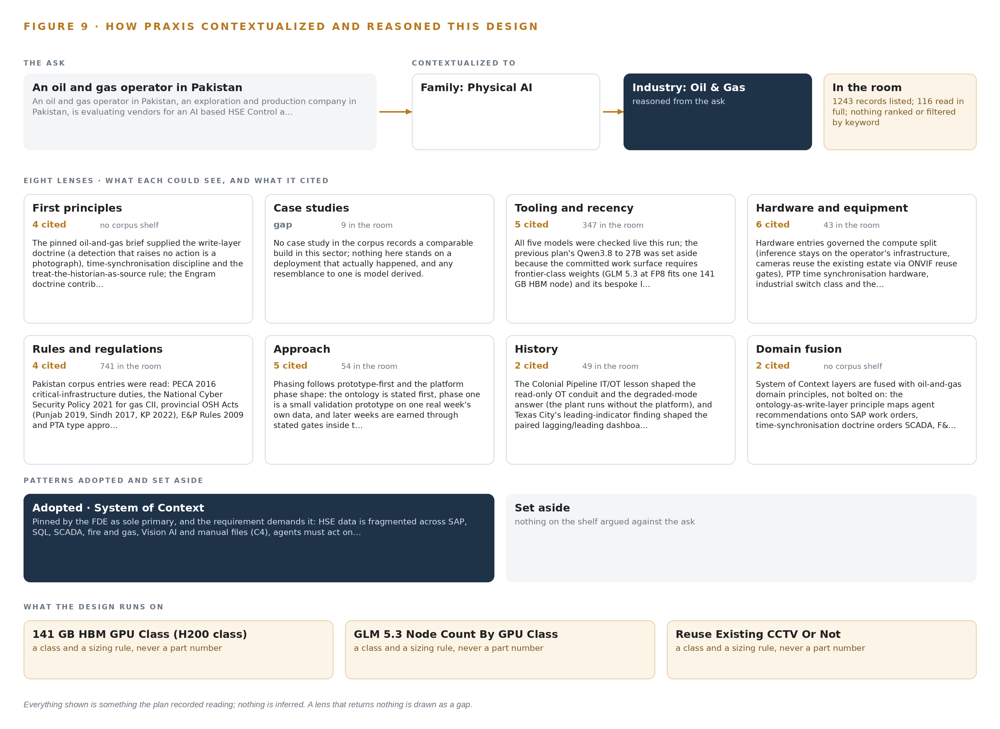 FIGURE 9 · HOW PRAXIS CONTEXTUALIZED AND REASONED THIS DESIGN
THE ASK
CONTEXTUALIZED TO
An oil and gas operator in Pakistan
An oil and gas operator in Pakistan, an exploration and production company in
Pakistan, is evaluating vendors for an AI based HSE Control a…
Family: Physical AI
Industry: Oil & Gas
reasoned from the ask
In the room
1243 records listed; 116 read in
full; nothing ranked or filtered
by keyword
EIGHT LENSES · WHAT EACH COULD SEE, AND WHAT IT CITED
First principles
4 cited
no corpus shelf
The pinned oil-and-gas brief supplied the write-layer
doctrine (a detection that raises no action is a
photograph), time-synchronisation discipline and the
treat-the-historian-as-source rule; the Engram
doctrine contrib…
Case studies
gap
9 in the room
No case study in the corpus records a comparable
build in this sector; nothing here stands on a
deployment that actually happened, and any
resemblance to one is model derived.
Tooling and recency
5 cited
347 in the room
All five models were checked live this run; the
previous plan's Qwen3.8 to 27B was set aside
because the committed work surface requires
frontier-class weights (GLM 5.3 at FP8 fits one 141
GB HBM node) and its bespoke l…
Hardware and equipment
6 cited
43 in the room
Hardware entries governed the compute split
(inference stays on the operator's infrastructure,
cameras reuse the existing estate via ONVIF reuse
gates), PTP time synchronisation hardware,
industrial switch class and the…
Rules and regulations
4 cited
741 in the room
Pakistan corpus entries were read: PECA 2016
critical-infrastructure duties, the National Cyber
Security Policy 2021 for gas CII, provincial OSH Acts
(Punjab 2019, Sindh 2017, KP 2022), E&P Rules 2009
and PTA type appro…
Approach
5 cited
54 in the room
Phasing follows prototype-first and the platform
phase shape: the ontology is stated first, phase one
is a small validation prototype on one real week's
own data, and later weeks are earned through
stated gates inside t…
History
2 cited
49 in the room
The Colonial Pipeline IT/OT lesson shaped the
read-only OT conduit and the degraded-mode
answer (the plant runs without the platform), and
Texas City's leading-indicator finding shaped the
paired lagging/leading dashboa…
Domain fusion
2 cited
no corpus shelf
System of Context layers are fused with oil-and-gas
domain principles, not bolted on: the
ontology-as-write-layer principle maps agent
recommendations onto SAP work orders,
time-synchronisation doctrine orders SCADA, F&…
PATTERNS ADOPTED AND SET ASIDE
Adopted · System of Context
Pinned by the FDE as sole primary, and the requirement demands it: HSE data is fragmented across SAP,
SQL, SCADA, fire and gas, Vision AI and manual files (C4), agents must act on…
Set aside
nothing on the shelf argued against the ask
WHAT THE DESIGN RUNS ON
141 GB HBM GPU Class (H200 class)
a class and a sizing rule, never a part number
GLM 5.3 Node Count By GPU Class
a class and a sizing rule, never a part number
Reuse Existing CCTV Or Not
a class and a sizing rule, never a part number
Everything shown is something the plan recorded reading; nothing is inferred. A lens that returns nothing is drawn as a gap.